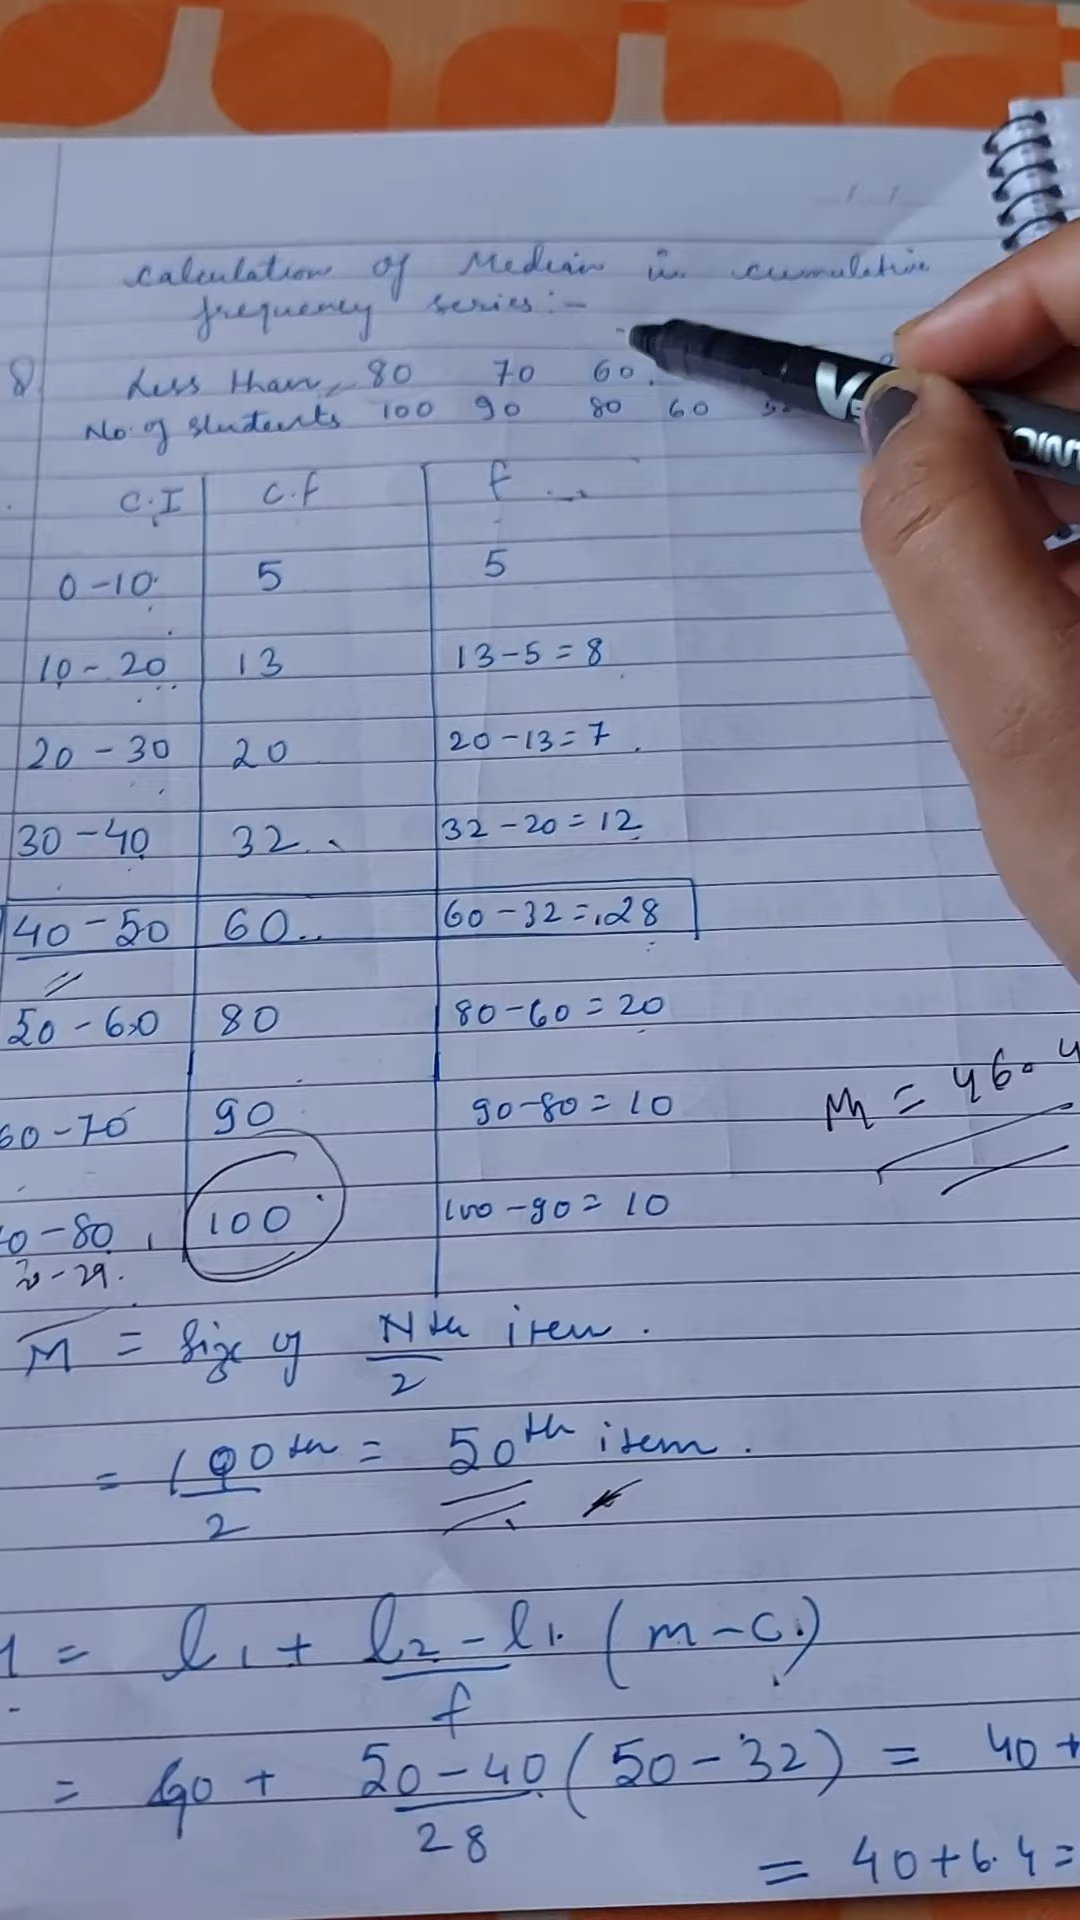 calculation of Median in cumulative
frequency series:-
Less than 80 70 60
No. of students 100 90 80 60
C.I c.f f
0-10 5 5
10-20 13 13-5=8
20-30 20 20-13=7
30-40 32 32-20=12
40-50 60 60-32=28
50-60 80 80-60=20
60-70 90 90-80=10
0-80 100 100-90=10
20-29.
M = 46.4
M = Size of N/2 th item.
= 100/2 th = 50th item.
= l1 + l2-l1/f (m-c.)
= 40 + 50-40/28 (50-32) = 40+
= 40+6.4=